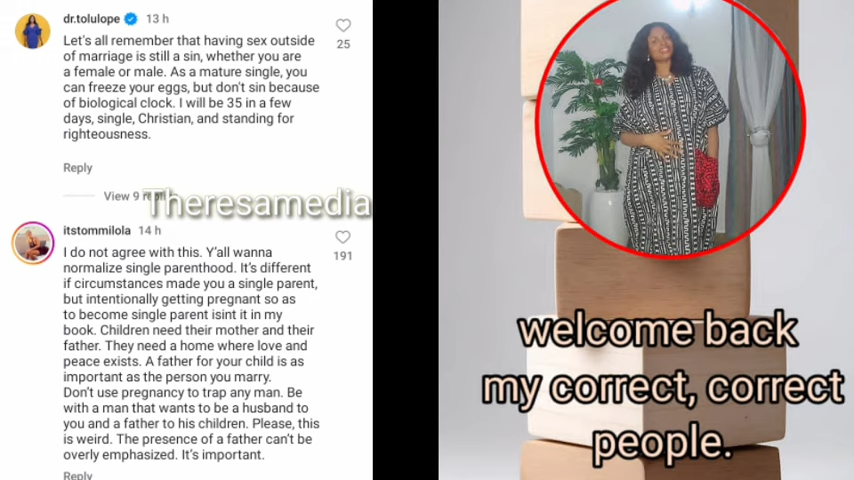 dr.tolulope 13 h
Let's all remember that having sex outside
of marriage is still a sin, whether you are
a female or male. As a mature single, you
can freeze your eggs, but don't sin because
of biological clock. I will be 35 in a few
days, single, Christian, and standing for
righteousness.
25
Reply
View 9
Theresamedia
itstommilola 14 h
I do not agree with this. Y'all wanna
normalize single parenthood. It's different
if circumstances made you a single parent,
but intentionally getting pregnant so as
to become single parent isint it in my
book. Children need their mother and their
father. They need a home where love and
peace exists. A father for your child is as
important as the person you marry.
Don't use pregnancy to trap any man. Be
with a man that wants to be a husband to
you and a father to his children. Please, this
is weird. The presence of a father can't be
overly emphasized. It's important.
191
Reply
welcome back
my correct, correct
people.